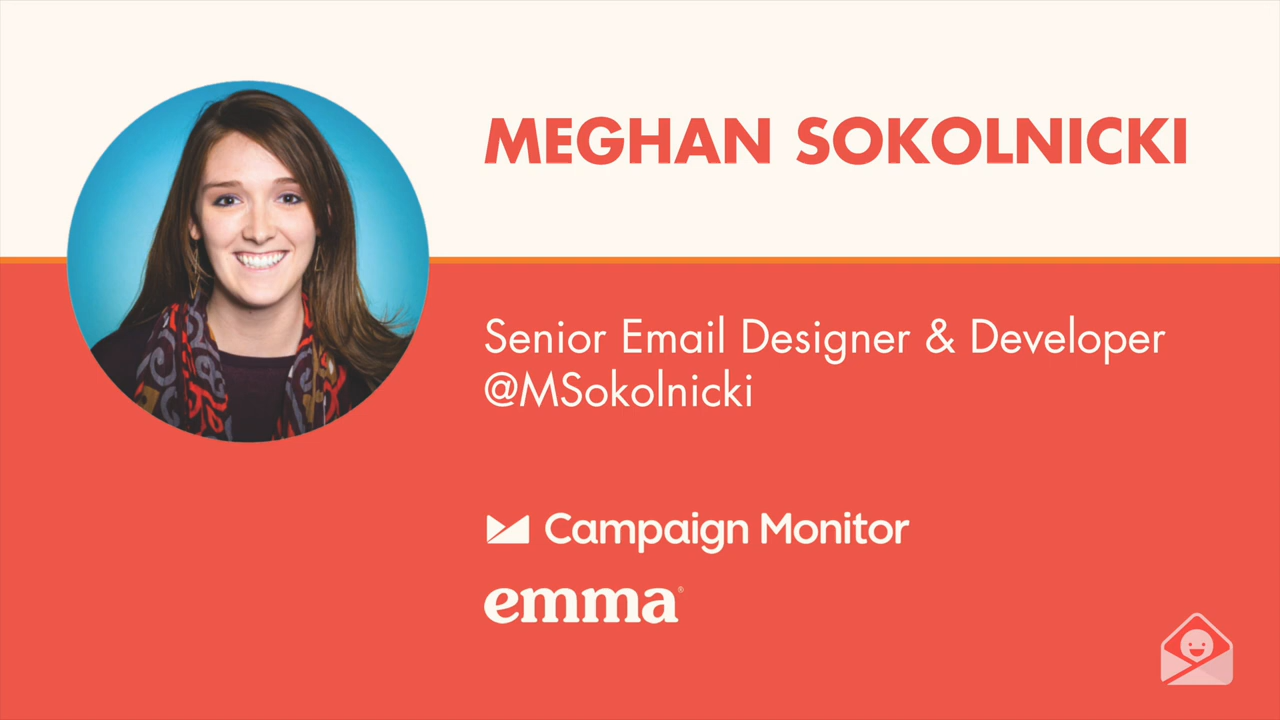 MEGHAN SOKOLNICKI
Senior Email Designer & Developer
@MSokolnicki
Campaign Monitor
emma®